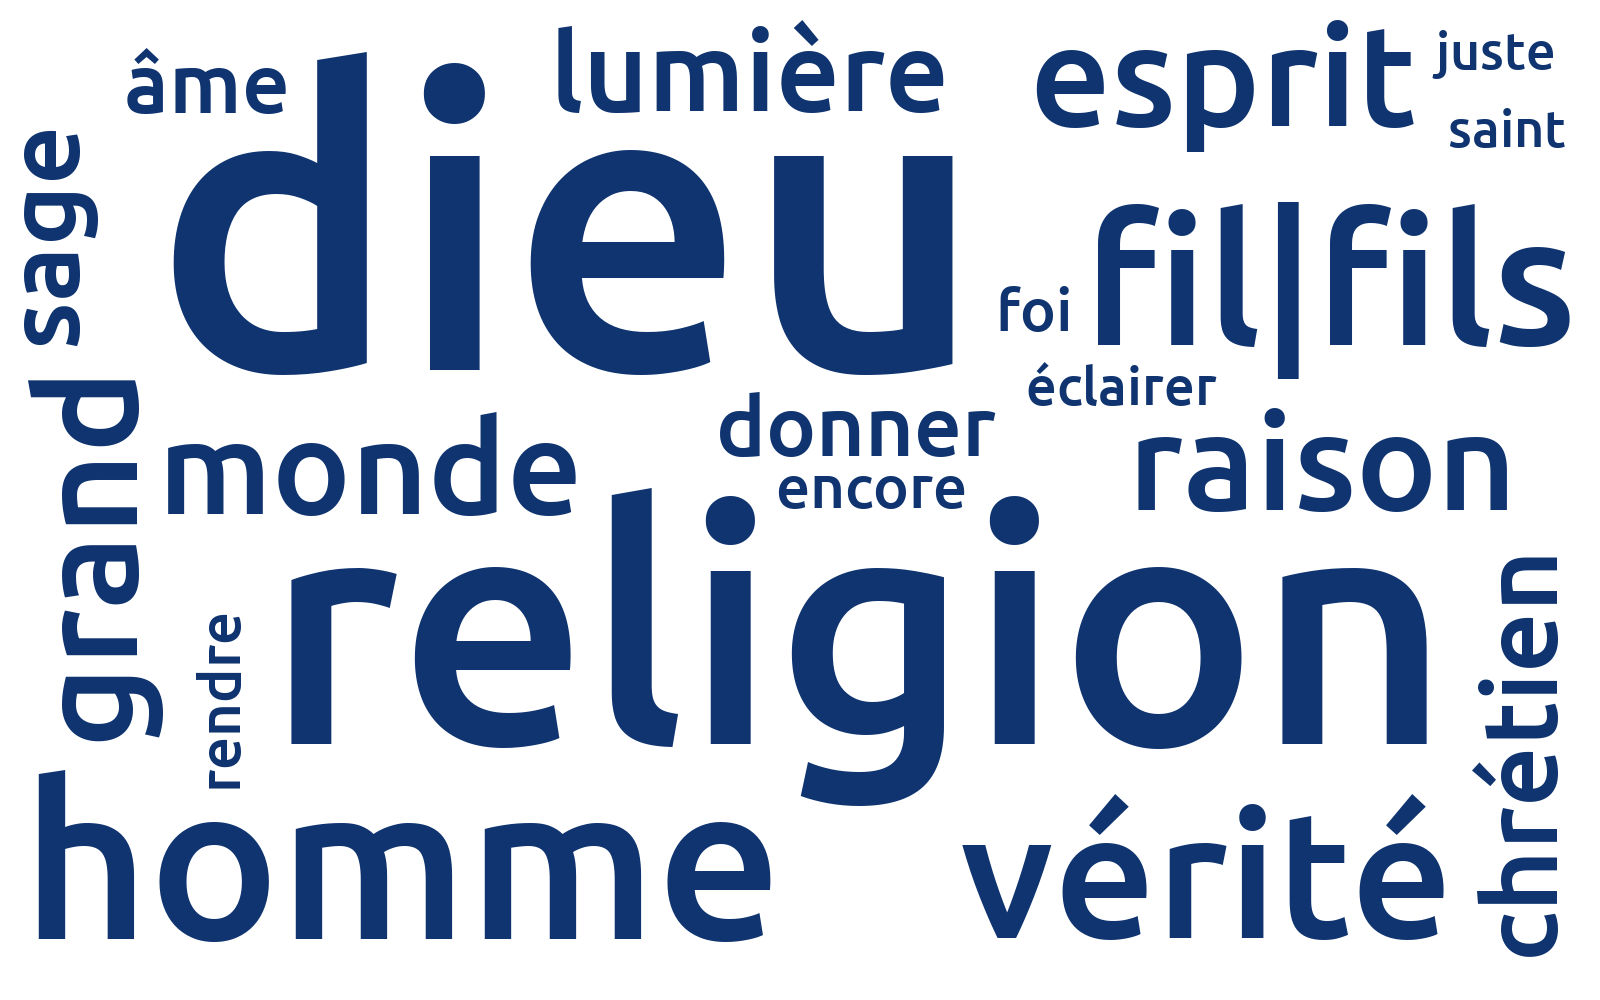 âme
lumière
esprit
juste
saint
sage
dieu
fil|fils
foi
éclairer
grand
monde
donner
encore
raison
religion
rendre
chrétien
homme
vérité